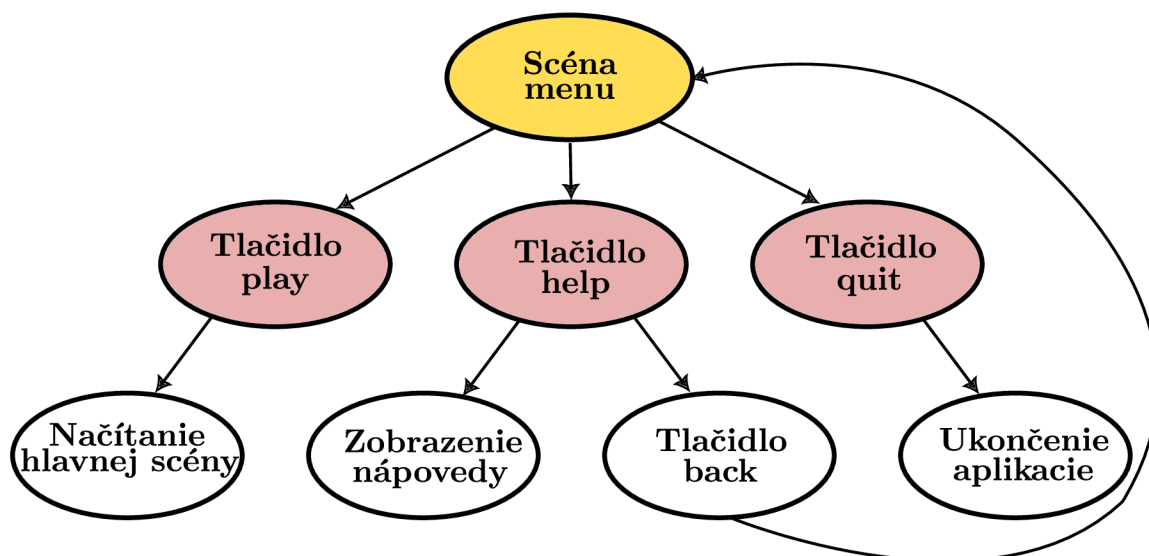 Scéna
menu
Tlačidlo
play
Tlačidlo
help
Tlačidlo
quit
Načítanie
hlavnej scény
Zobrazenie
nápovedy
Tlačidlo
back
Ukončenie
aplikacie